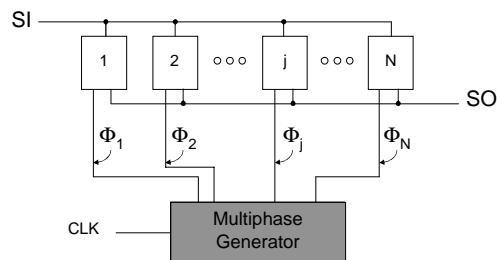 SI
1 2 ○○○ j ○○○ N
SO
Φ1 Φ2 Φj ΦN
CLK
Multiphase
Generator